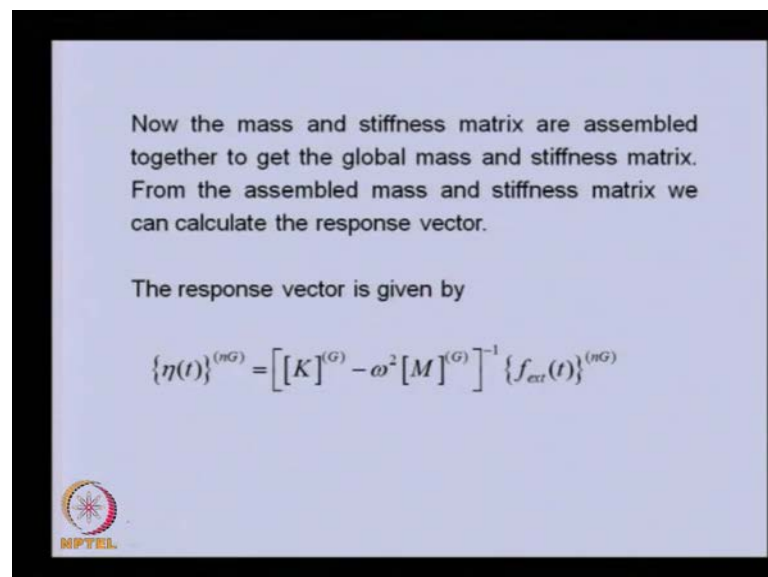 Now the mass and stiffness matrix are assembled
together to get the global mass and stiffness matrix.
From the assembled mass and stiffness matrix we
can calculate the response vector.
The response vector is given by
{η(t)}^(nG) = [[K]^(G) − ω²[M]^(G)]^−1 {f_ext(t)}^(nG)
NPTEL